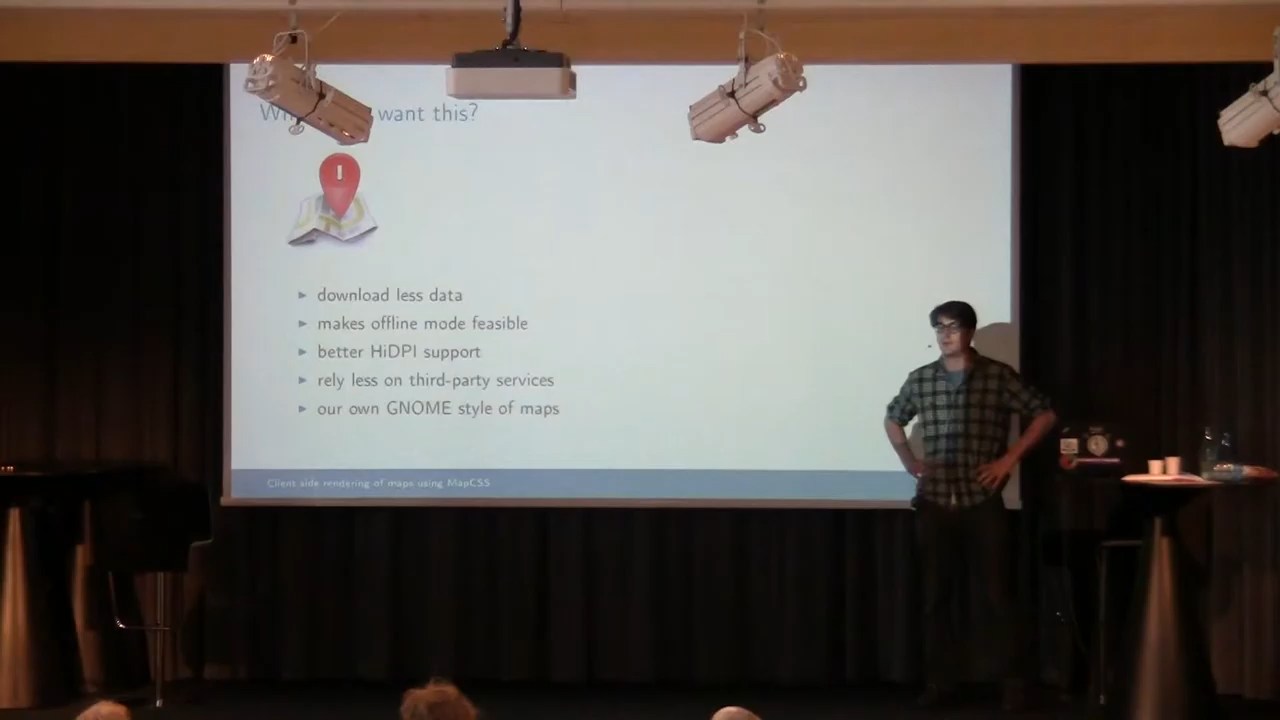 want this?
download less data
makes offline mode feasible
better HiDPI support
rely less on third-party services
our own GNOME style of maps
Client side rendering of maps using MapCSS